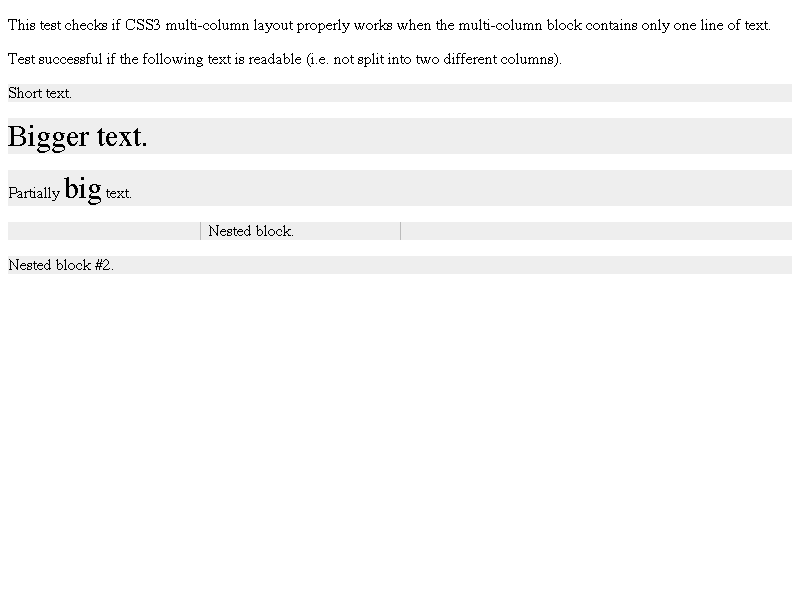 This test checks if CSS3 multi-column layout properly works when the multi-column block contains only one line of text.
Test successful if the following text is readable (i.e. not split into two different columns).
Short text.
Bigger text.
Partially big text.
Nested block.
Nested block #2.